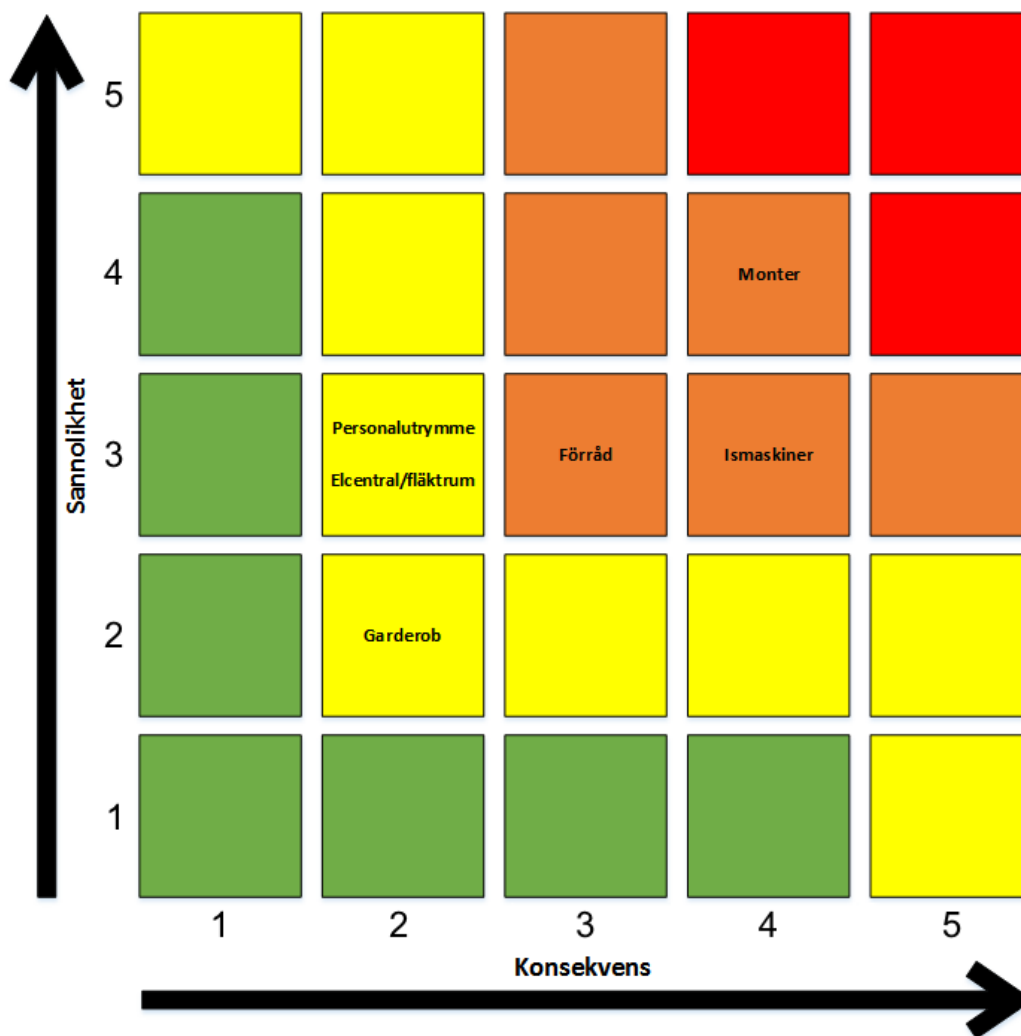 5
4
Monter
Sannolikhet
3
Personalutrymme
Elcentral/fläktrum
Förråd
Ismaskiner
2
Garderob
1
1 2 3 4 5
Konsekvens